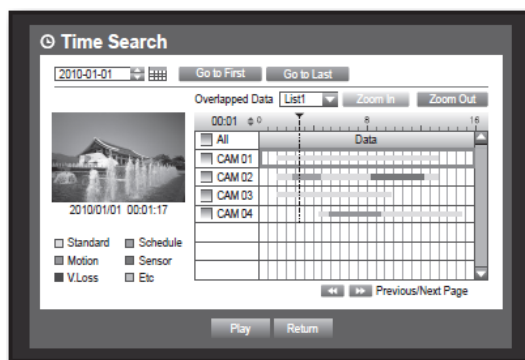 Time Search
2010-01-01 Go to First Go to Last
Overlapped Data List1 Zoom In Zoom Out
00:01 0 8 16
All Data
CAM 01
CAM 02
CAM 03
CAM 04
2010/01/01 00:01:17
Standard Schedule
Motion Sensor
V.Loss Etc
Previous/Next Page
Play Return